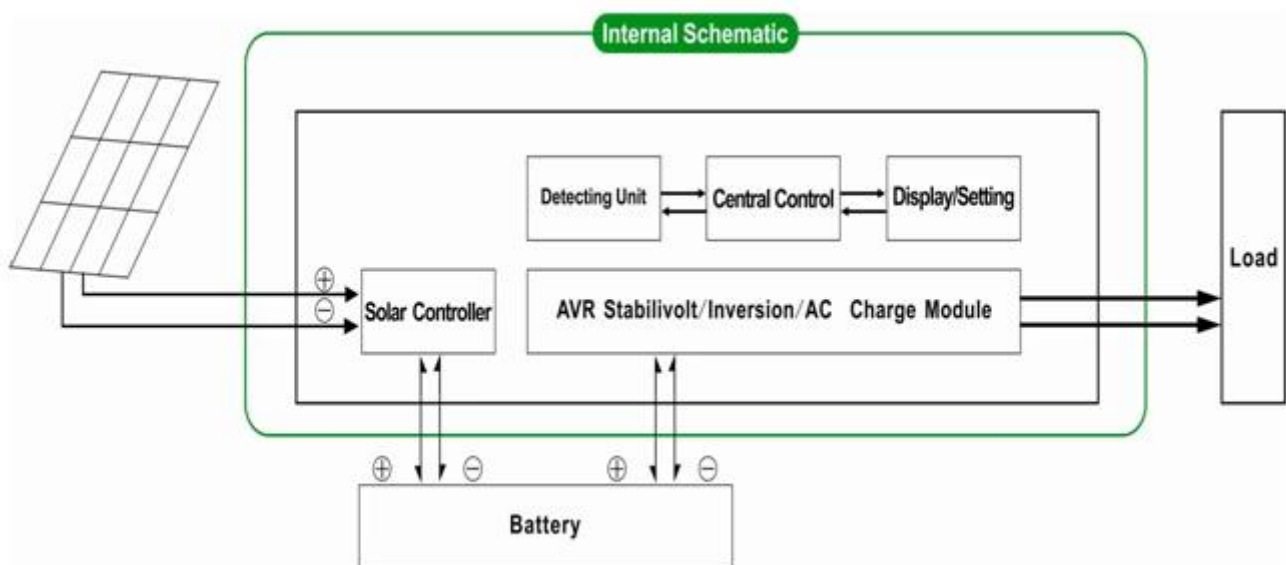 Internal Schematic
Detecting Unit
Central Control
Display/Setting
Load
⊕
⊖
Solar Controller
AVR Stabilivolt/Inversion/AC Charge Module
⊕ ⊖ ⊕ ⊖
Battery